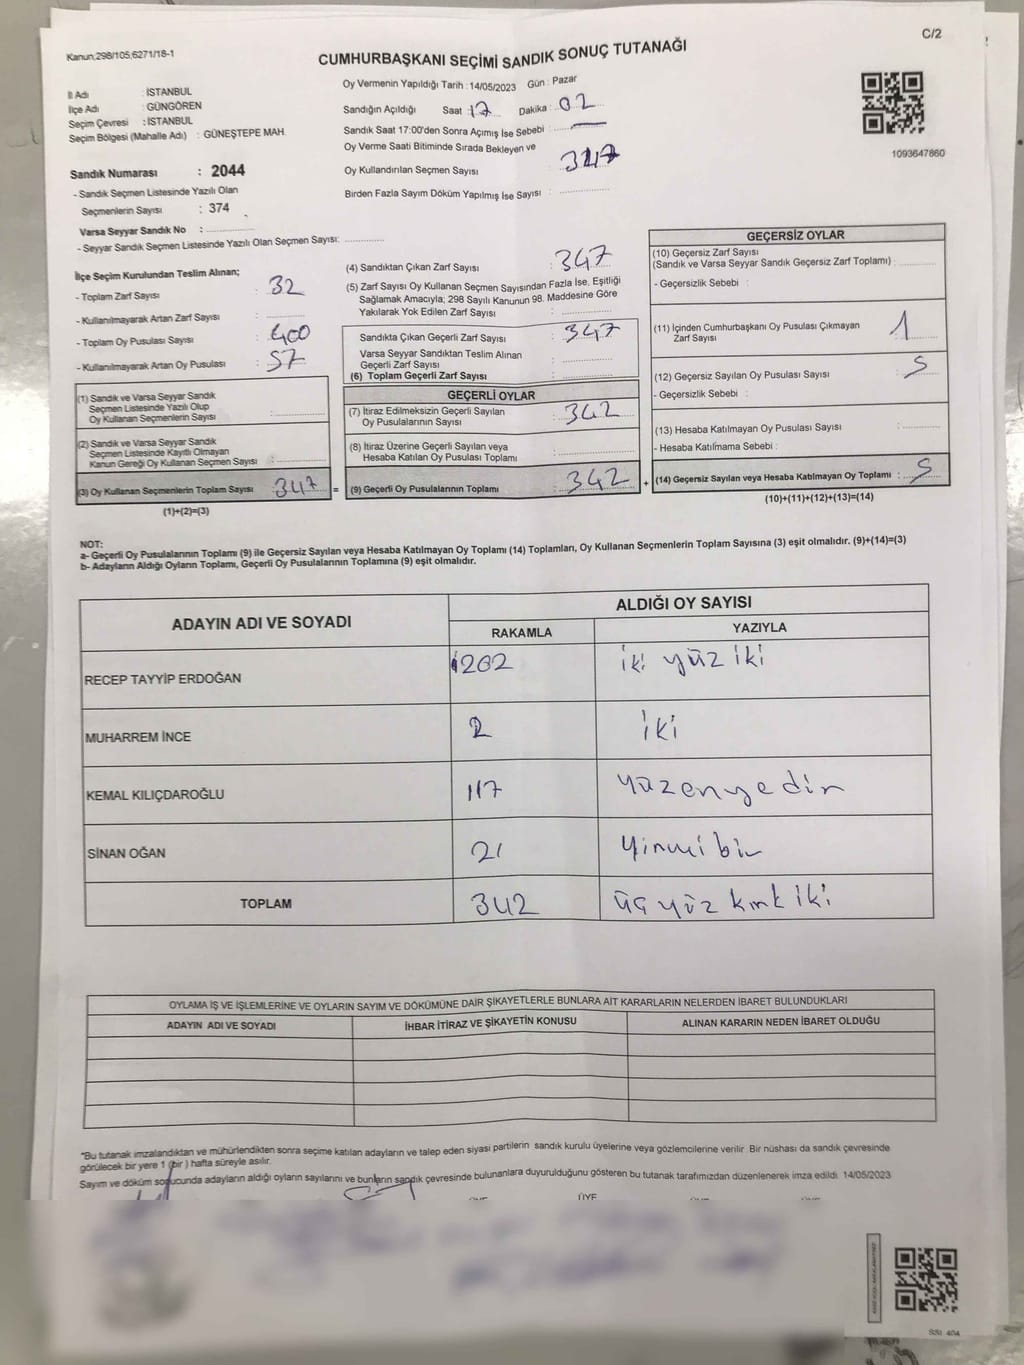 C/2
Kanun:298/105;6271/18-1
CUMHURBAŞKANI SEÇİMİ SANDIK SONUÇ TUTANAĞI
İl Adı : İSTANBUL
İlçe Adı : GÜNGÖREN
Seçim Çevresi : İSTANBUL
Seçim Bölgesi (Mahalle Adı) : GÜNEŞTEPE MAH.
Sandık Numarası : 2044
- Sandık Seçmen Listesinde Yazılı Olan
Seçmenlerin Sayısı : 374
Varsa Seyyar Sandık No :
- Seyyar Sandık Seçmen Listesinde Yazılı Olan Seçmen Sayısı:
Oy Vermenin Yapıldığı Tarih : 14/05/2023 Gün : Pazar
Sandığın Açıldığı Saat : 17 Dakika : 02
Sandık Saat 17:00'den Sonra Açımış İse Sebebi :
Oy Verme Saati Bitiminde Sırada Bekleyen ve
Oy Kullandırılan Seçmen Sayısı : 347
Birden Fazla Sayım Döküm Yapılmış İse Sayısı :
1093647860
İlçe Seçim Kurulundan Teslim Alınan;
- Toplam Zarf Sayısı : 32
- Kullanılmayarak Artan Zarf Sayısı :
- Toplam Oy Pusulası Sayısı : 400
- Kullanılmayarak Artan Oy Pusulası : 57
(1) Sandık ve Varsa Seyyar Sandık
Seçmen Listesinde Yazılı Olup
Oy Kullanan Seçmenlerin Sayısı :
(2) Sandık ve Varsa Seyyar Sandık
Seçmen Listesinde Kayıtlı Olmayan
Kanun Gereği Oy Kullanan Seçmen Sayısı :
(3) Oy Kullanan Seçmenlerin Toplam Sayısı : 347 =
(1)+(2)=(3)
(4) Sandıktan Çıkan Zarf Sayısı : 347
(5) Zarf Sayısı Oy Kullanan Seçmen Sayısından Fazla İse, Eşitliği
Sağlamak Amacıyla; 298 Sayılı Kanunun 98. Maddesine Göre
Yakılarak Yok Edilen Zarf Sayısı :
Sandıkta Çıkan Geçerli Zarf Sayısı : 347
Varsa Seyyar Sandıktan Teslim Alınan
Geçerli Zarf Sayısı :
(6) Toplam Geçerli Zarf Sayısı :
GEÇERLİ OYLAR
(7) İtiraz Edilmeksizin Geçerli Sayılan
Oy Pusulalarının Sayısı : 342
(8) İtiraz Üzerine Geçerli Sayılan veya
Hesaba Katılan Oy Pusulası Toplamı :
(9) Geçerli Oy Pusulalarının Toplamı : 342 +
GEÇERSİZ OYLAR
(10) Geçersiz Zarf Sayısı
(Sandık ve Varsa Seyyar Sandık Geçersiz Zarf Toplamı) :
- Geçersizlik Sebebi :
(11) İçinden Cumhurbaşkanı Oy Pusulası Çıkmayan
Zarf Sayısı : 1
(12) Geçersiz Sayılan Oy Pusulası Sayısı : 5
- Geçersizlik Sebebi :
(13) Hesaba Katılmayan Oy Pusulası Sayısı :
- Hesaba Katılmama Sebebi :
(14) Geçersiz Sayılan veya Hesaba Katılmayan Oy Toplamı : 5
(10)+(11)+(12)+(13)=(14)
NOT:
a- Geçerli Oy Pusulalarının Toplamı (9) ile Geçersiz Sayılan veya Hesaba Katılmayan Oy Toplamı (14) Toplamları, Oy Kullanan Seçmenlerin Toplam Sayısına (3) eşit olmalıdır. (9)+(14)=(3)
b- Adayların Aldığı Oyların Toplamı, Geçerli Oy Pusulalarının Toplamına (9) eşit olmalıdır.
ADAYIN ADI VE SOYADI
ALDIĞI OY SAYISI
RAKAMLA YAZIYLA
RECEP TAYYİP ERDOĞAN 202 iki yüz iki
MUHARREM İNCE 2 iki
KEMAL KILIÇDAROĞLU 117 yüzenyedir
SİNAN OĞAN 21 yirmi bir
TOPLAM 342 üç yüz kırk iki
OYLAMA İŞ VE İŞLEMLERİNE VE OYLARIN SAYIM VE DÖKÜMÜNE DAİR ŞİKAYETLERLE BUNLARA AİT KARARLARIN NELERDEN İBARET BULUNDUKLARI
ADAYIN ADI VE SOYADI İHBAR İTİRAZ VE ŞİKAYETİN KONUSU ALINAN KARARIN NEDEN İBARET OLDUĞU
*Bu tutanak imzalandıktan ve mühürlendikten sonra seçime katılan adayların ve talep eden siyasi partilerin sandık kurulu üyelerine veya gözlemcilerine verilir. Bir nüshası da sandık çevresinde
görülecek bir yere 1 (bir) hafta süreyle asılır.
Sayım ve döküm sonucunda adayların aldığı oyların sayılarını ve bunların sandık çevresinde bulunanlara duyurulduğunu gösteren bu tutanak tarafımızdan düzenlenerek imza edildi. 14/05/2023
ÜYE